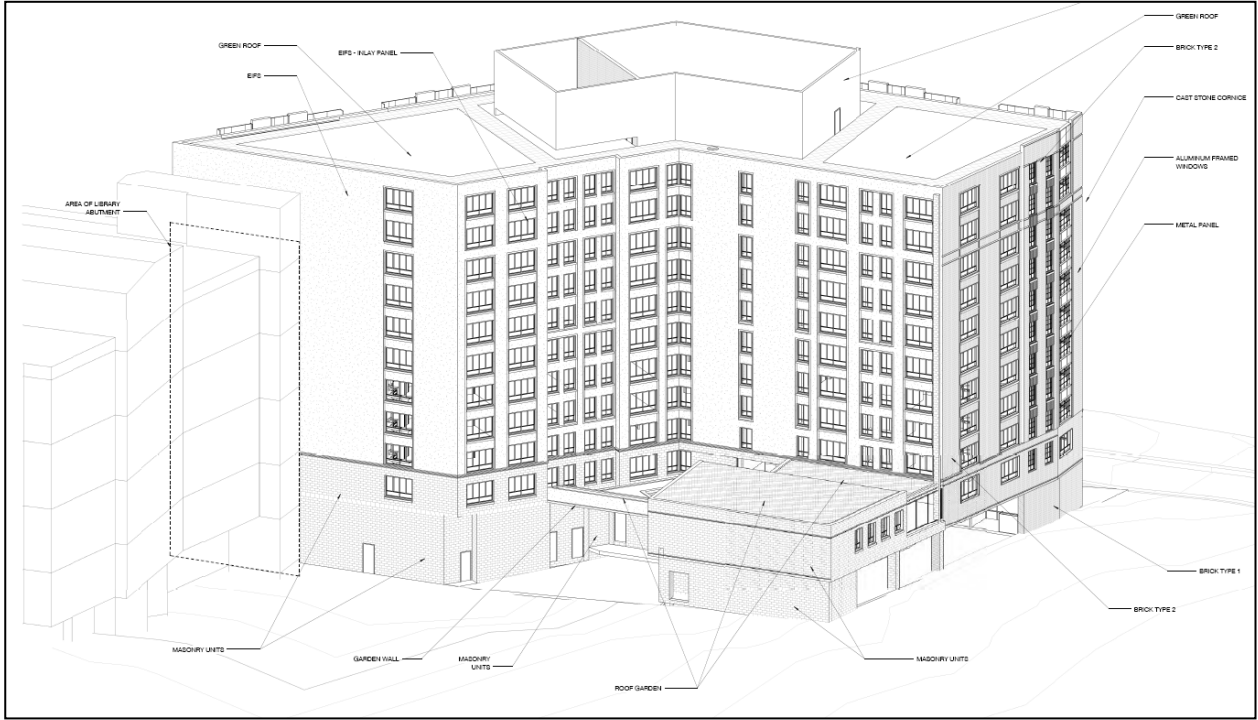 GREEN ROOF
GREEN ROOF
EIFS - INLAY PANEL
BRICK TYPE 2
EIFS
CAST STONE CORNICE
ALUMINUM FRAMED
WINDOWS
AREA OF LIBRARY
ABUTMENT
METAL PANEL
BRICK TYPE 1
BRICK TYPE 2
MASONRY UNITS
GARDEN WALL
MASONRY
UNITS
MASONRY UNITS
ROOF GARDEN